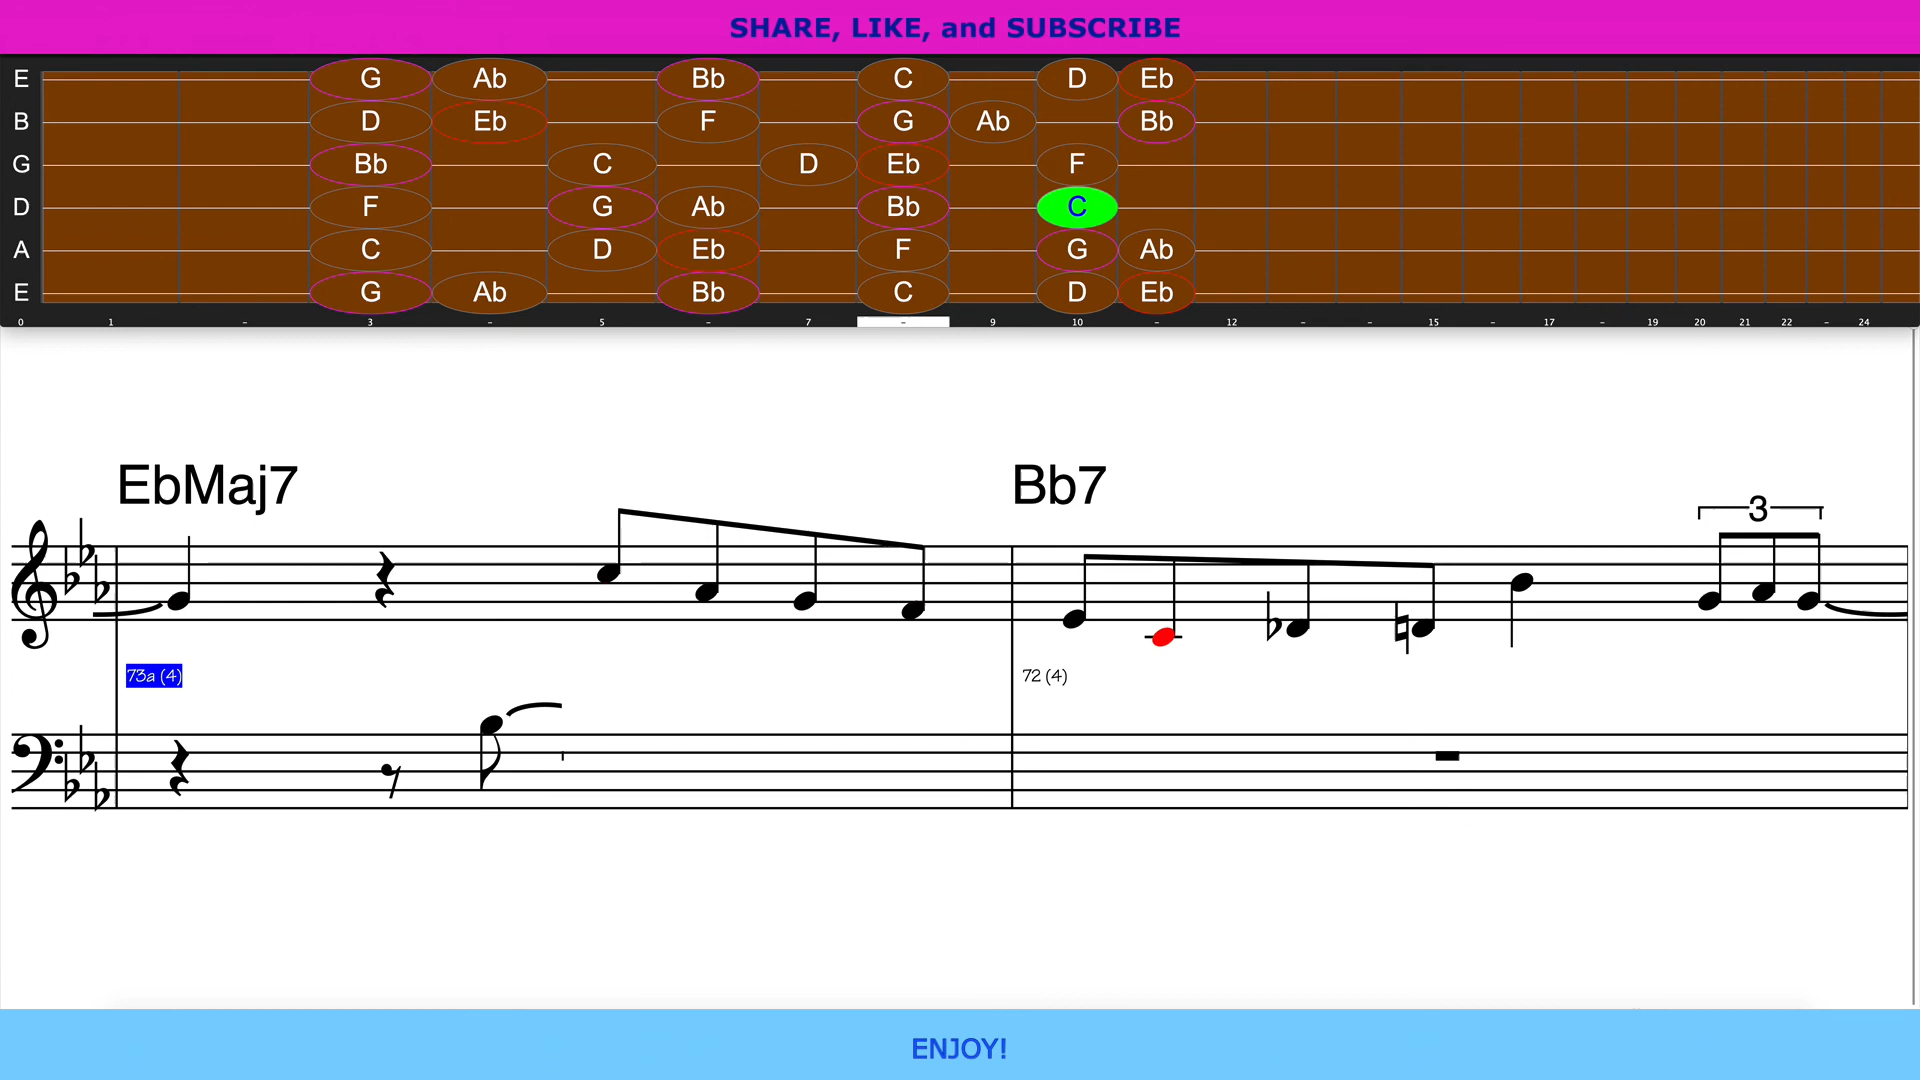 SHARE, LIKE, and SUBSCRIBE
E G Ab Bb C D Eb
B D Eb F G Ab Bb
G Bb C D Eb F
D F G Ab Bb C
A C D Eb F G Ab
E G Ab Bb C D Eb
0 1 - 3 - 5 - 7 - 9 10 - 12 - - 15 - 17 - 19 20 21 22 - 24
EbMaj7 Bb7
3
73a (4) 72 (4)
ENJOY!